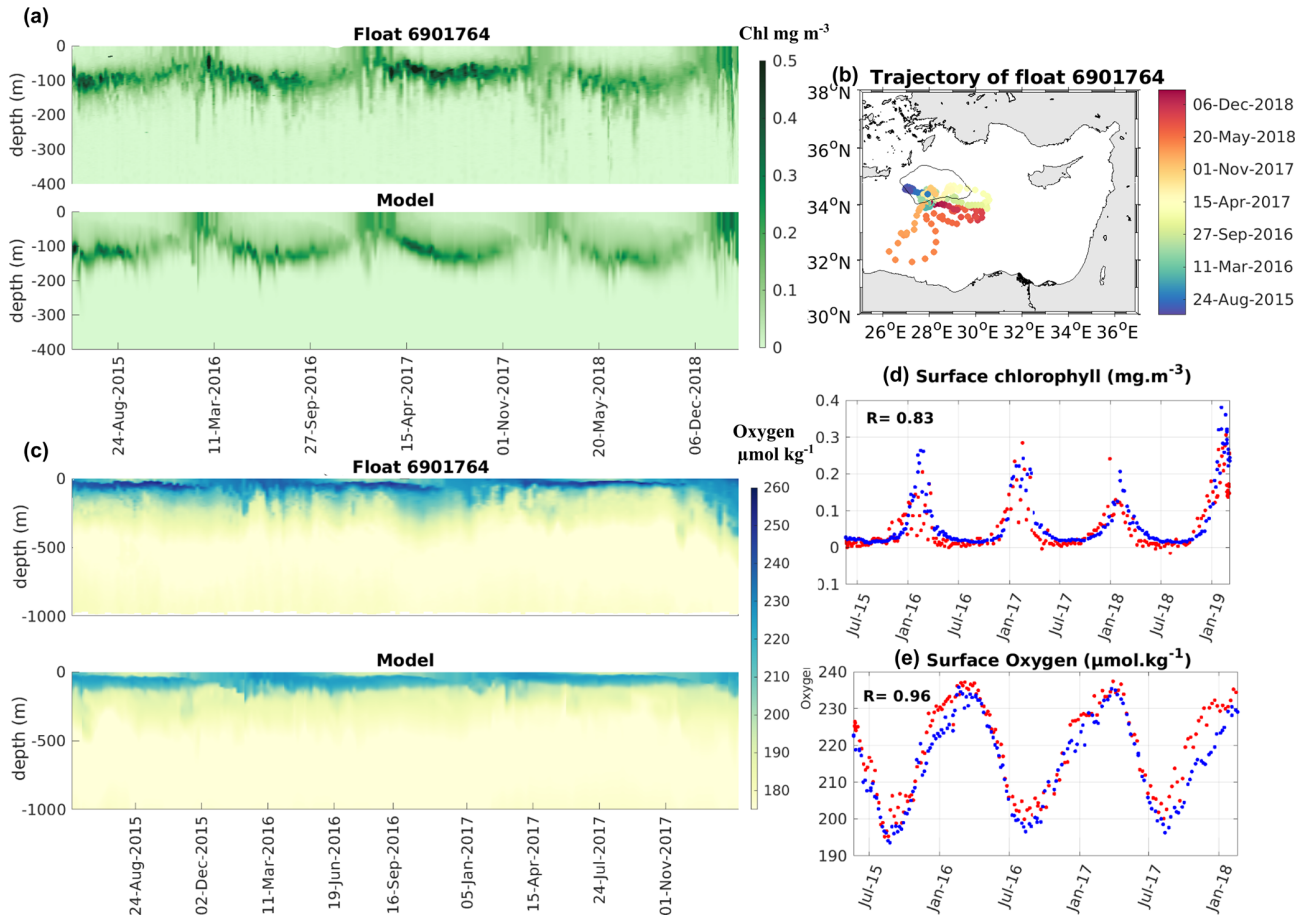 (a)
Float 6901764
Chl mg m⁻³
0
-100
-200
-300
-400
depth (m)
Model
0
-100
-200
-300
-400
depth (m)
24-Aug-2015
11-Mar-2016
27-Sep-2016
15-Apr-2017
01-Nov-2017
20-May-2018
06-Dec-2018
0.5
0.4
0.3
0.2
0.1
0
(b) Trajectory of float 6901764
38°N
36°N
34°N
32°N
30°N
26°E 28°E 30°E 32°E 34°E 36°E
06-Dec-2018
20-May-2018
01-Nov-2017
15-Apr-2017
27-Sep-2016
11-Mar-2016
24-Aug-2015
(c)
Float 6901764
Oxygen
µmol kg⁻¹
0
-500
-1000
depth (m)
Model
0
-500
-1000
depth (m)
24-Aug-2015
02-Dec-2015
11-Mar-2016
19-Jun-2016
16-Sep-2016
05-Jan-2017
15-Apr-2017
24-Jul-2017
01-Nov-2017
260
250
240
230
220
210
200
190
180
(d) Surface chlorophyll (mg.m⁻³)
R= 0.83
0.4
0.3
0.2
0.1
0
0.1
Jul-15
Jan-16
Jul-16
Jan-17
Jul-17
Jan-18
Jul-18
Jan-19
(e) Surface Oxygen (µmol.kg⁻¹)
R= 0.96
Oxyge
240
230
220
210
200
190
Jul-15
Jan-16
Jul-16
Jan-17
Jul-17
Jan-18